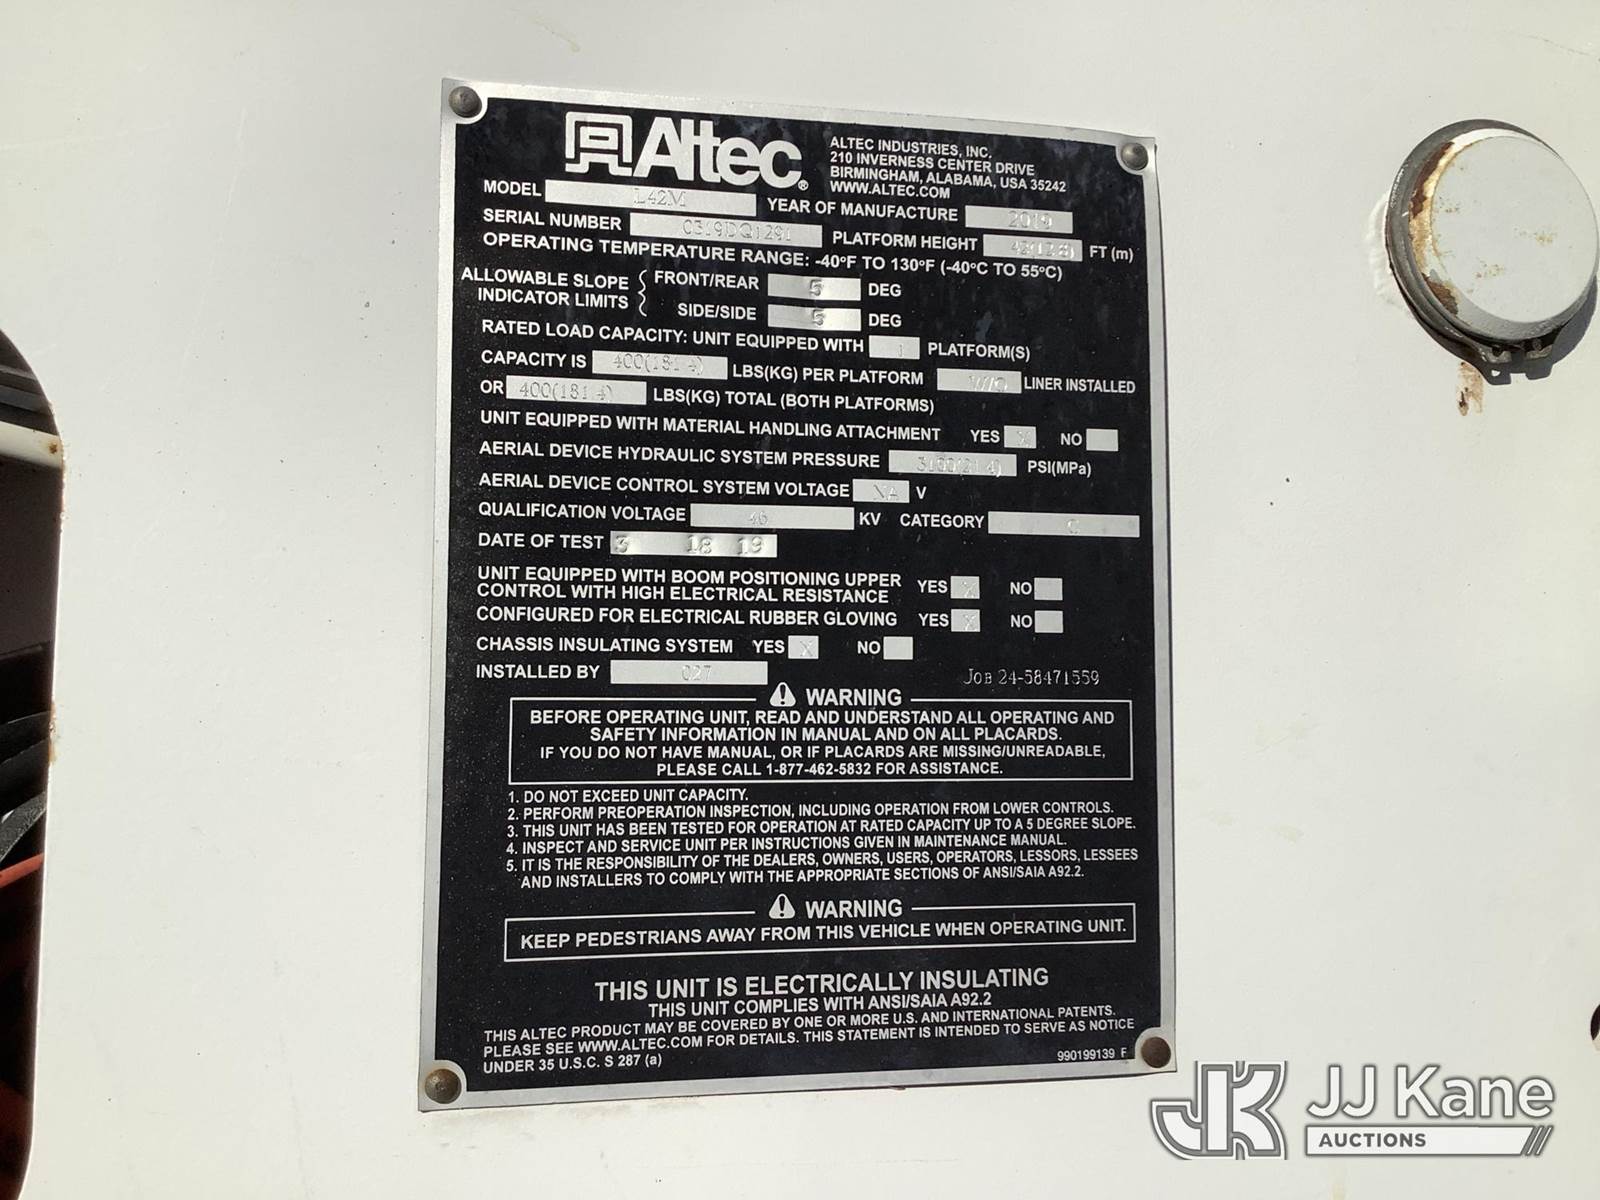 Altec®
ALTEC INDUSTRIES, INC.
210 INVERNESS CENTER DRIVE
BIRMINGHAM, ALABAMA, USA 35242
WWW.ALTEC.COM
MODEL L42M YEAR OF MANUFACTURE 2019
SERIAL NUMBER 0319DQ1291 PLATFORM HEIGHT 42(12.8) FT (m)
OPERATING TEMPERATURE RANGE: -40°F TO 130°F (-40°C TO 55°C)
ALLOWABLE SLOPE INDICATOR LIMITS { FRONT/REAR 5 DEG
SIDE/SIDE 5 DEG
RATED LOAD CAPACITY: UNIT EQUIPPED WITH 1 PLATFORM(S)
CAPACITY IS 400(181.4) LBS(KG) PER PLATFORM LINER INSTALLED
OR 400(181.4) LBS(KG) TOTAL (BOTH PLATFORMS)
UNIT EQUIPPED WITH MATERIAL HANDLING ATTACHMENT YES X NO
AERIAL DEVICE HYDRAULIC SYSTEM PRESSURE 3100(21.4) PSI(MPa)
AERIAL DEVICE CONTROL SYSTEM VOLTAGE NA V
QUALIFICATION VOLTAGE 46 KV CATEGORY C
DATE OF TEST 3 18 19
UNIT EQUIPPED WITH BOOM POSITIONING UPPER
CONTROL WITH HIGH ELECTRICAL RESISTANCE YES X NO
CONFIGURED FOR ELECTRICAL RUBBER GLOVING YES X NO
CHASSIS INSULATING SYSTEM YES X NO
INSTALLED BY 027 JOB 24-58471559
WARNING
BEFORE OPERATING UNIT, READ AND UNDERSTAND ALL OPERATING AND
SAFETY INFORMATION IN MANUAL AND ON ALL PLACARDS.
IF YOU DO NOT HAVE MANUAL, OR IF PLACARDS ARE MISSING/UNREADABLE,
PLEASE CALL 1-877-462-5832 FOR ASSISTANCE.
1. DO NOT EXCEED UNIT CAPACITY.
2. PERFORM PREOPERATION INSPECTION, INCLUDING OPERATION FROM LOWER CONTROLS.
3. THIS UNIT HAS BEEN TESTED FOR OPERATION AT RATED CAPACITY UP TO A 5 DEGREE SLOPE.
4. INSPECT AND SERVICE UNIT PER INSTRUCTIONS GIVEN IN MAINTENANCE MANUAL.
5. IT IS THE RESPONSIBILITY OF THE DEALERS, OWNERS, USERS, OPERATORS, LESSORS, LESSEES
AND INSTALLERS TO COMPLY WITH THE APPROPRIATE SECTIONS OF ANSI/SAIA A92.2.
WARNING
KEEP PEDESTRIANS AWAY FROM THIS VEHICLE WHEN OPERATING UNIT.
THIS UNIT IS ELECTRICALLY INSULATING
THIS UNIT COMPLIES WITH ANSI/SAIA A92.2
THIS ALTEC PRODUCT MAY BE COVERED BY ONE OR MORE U.S. AND INTERNATIONAL PATENTS.
PLEASE SEE WWW.ALTEC.COM FOR DETAILS. THIS STATEMENT IS INTENDED TO SERVE AS NOTICE
UNDER 35 U.S.C. S 287 (a)
990199139 F
JK JJ Kane
AUCTIONS